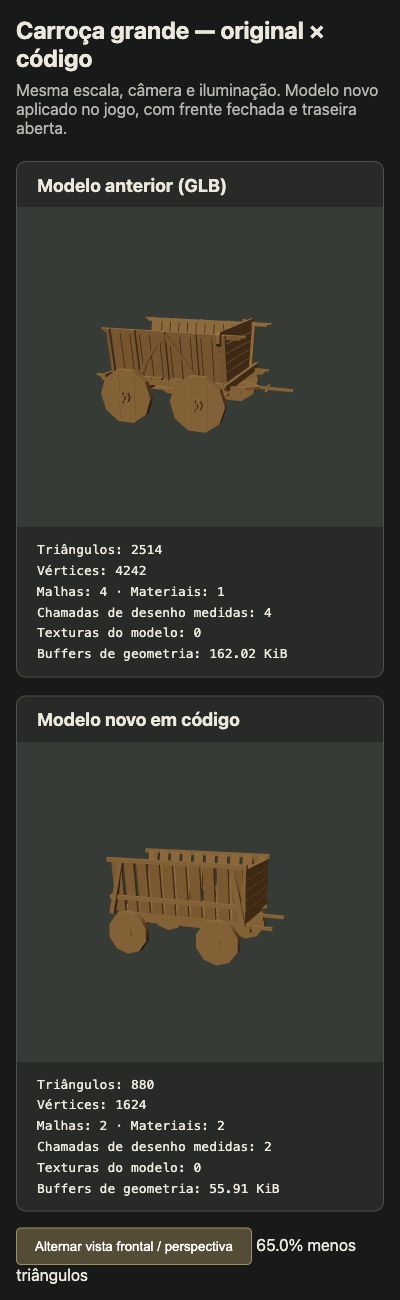 Carroça grande — original ×
código
Mesma escala, câmera e iluminação. Modelo novo
aplicado no jogo, com frente fechada e traseira
aberta.
Modelo anterior (GLB)
Triângulos: 2514
Vértices: 4242
Malhas: 4 · Materiais: 1
Chamadas de desenho medidas: 4
Texturas do modelo: 0
Buffers de geometria: 162.02 KiB
Modelo novo em código
Triângulos: 880
Vértices: 1624
Malhas: 2 · Materiais: 2
Chamadas de desenho medidas: 2
Texturas do modelo: 0
Buffers de geometria: 55.91 KiB
Alternar vista frontal / perspectiva 65.0% menos
triângulos